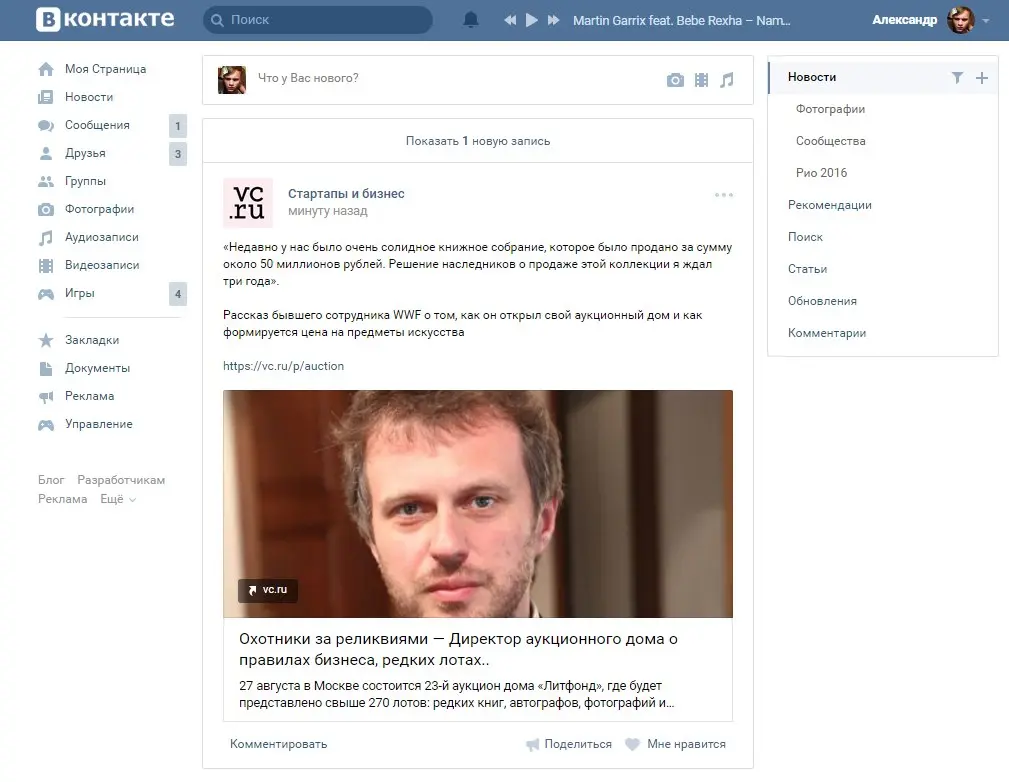 В контакте
Поиск
Martin Garrix feat. Bebe Rexha – Nam...
Александр
Моя Страница
Новости
Сообщения 1
Друзья 3
Группы
Фотографии
Аудиозаписи
Видеозаписи
Игры 4
Закладки
Документы
Реклама
Управление
Блог Разработчикам
Реклама Ещё
Что у Вас нового?
Показать 1 новую запись
vc
.ru
Стартапы и бизнес
минуту назад
«Недавно у нас было очень солидное книжное собрание, которое было продано за сумму
около 50 миллионов рублей. Решение наследников о продаже этой коллекции я ждал
три года».
Рассказ бывшего сотрудника WWF о том, как он открыл свой аукционный дом и как
формируется цена на предметы искусства
https://vc.ru/p/auction
vc.ru
Охотники за реликвиями — Директор аукционного дома о
правилах бизнеса, редких лотах..
27 августа в Москве состоится 23-й аукцион дома «Литфонд», где будет
представлено свыше 270 лотов: редких книг, автографов, фотографий и...
Комментировать
Поделиться
Мне нравится
Новости
Фотографии
Сообщества
Рио 2016
Рекомендации
Поиск
Статьи
Обновления
Комментарии